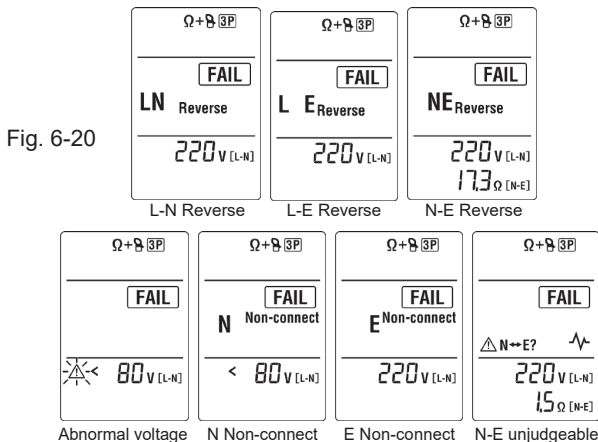 Ω+ 3P Ω+ 3P Ω+ 3P
FAIL FAIL FAIL
LN Reverse L E Reverse NE Reverse
Fig. 6-20
220 V [L-N] 220 V [L-N] 220 V [L-N]
17.3 Ω [N-E]
L-N Reverse L-E Reverse N-E Reverse
Ω+ 3P Ω+ 3P Ω+ 3P Ω+ 3P
FAIL FAIL FAIL FAIL
N Non-connect E Non-connect
N↔E?
< 80 V [L-N] < 80 V [L-N] 220 V [L-N] 220 V [L-N]
1.5 Ω [N-E]
Abnormal voltage N Non-connect E Non-connect N-E unjudgeable